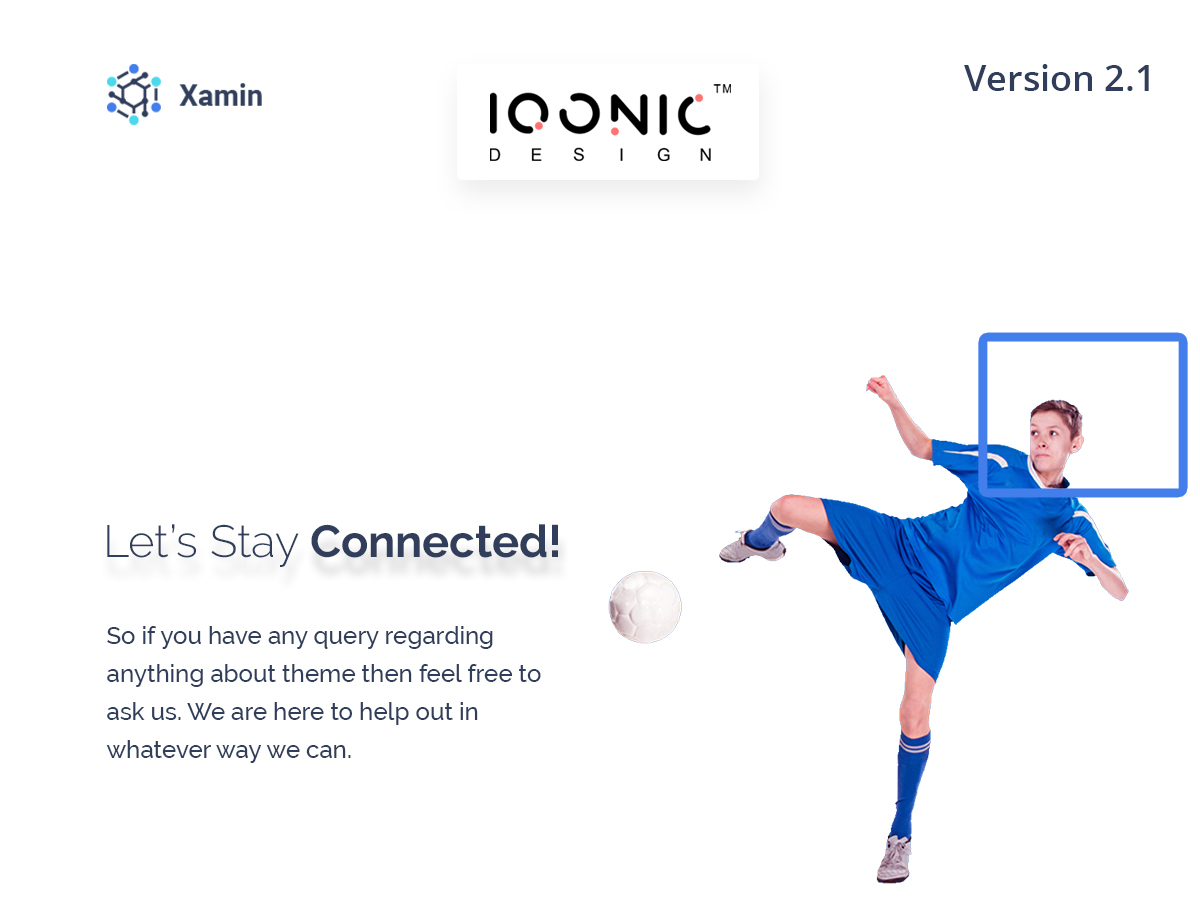 Xamin
IQONIC™
DESIGN
Version 2.1
Let's Stay Connected!
So if you have any query regarding
anything about theme then feel free to
ask us. We are here to help out in
whatever way we can.